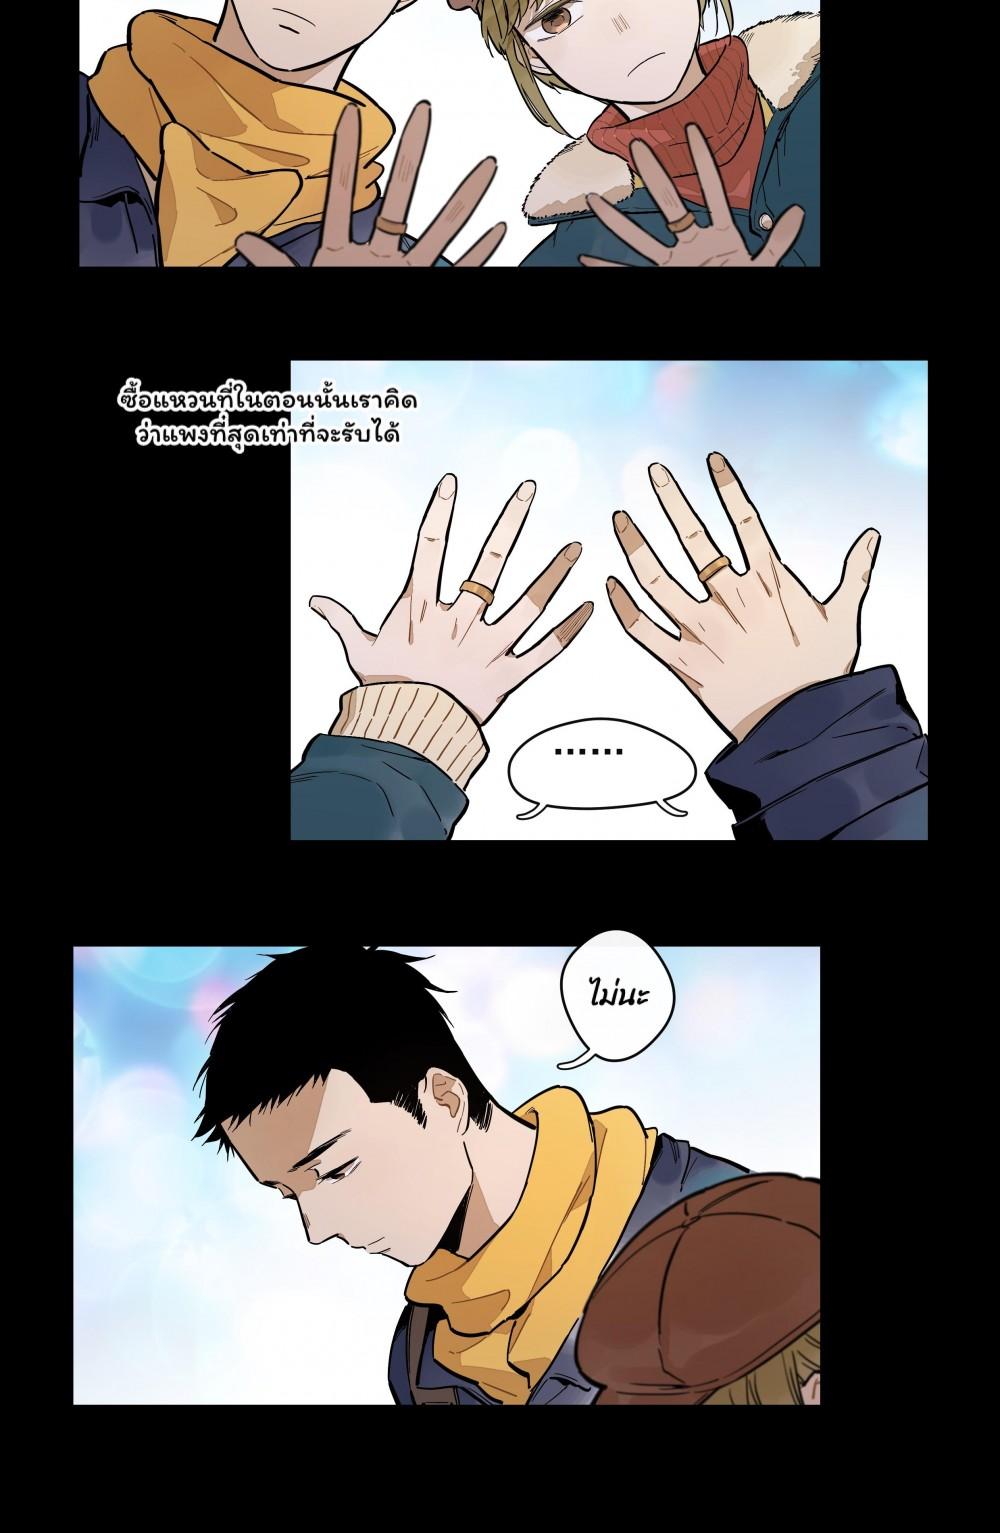 ซื้อแหวนที่ในตอนนั้นเราคิด
ว่าแพงที่สุดเท่าที่จะรับได้
......
ไม่นะ